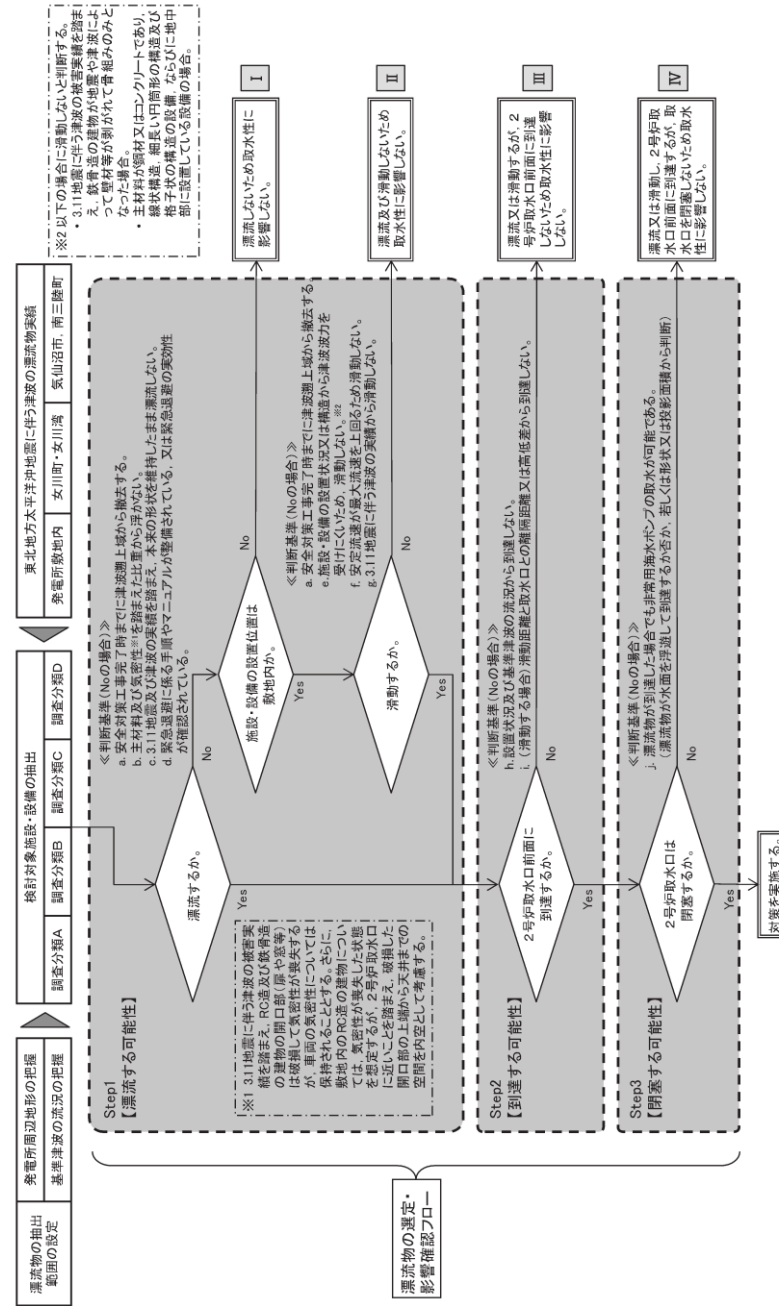 漂流物の抽出
範囲の設定
発電所周辺地形の把握
基準津波の流況の把握
検討対象施設・設備の抽出
調査分類A
調査分類B
調査分類C
調査分類D
東北地方太平洋沖地震に伴う津波の漂流物実績
発電所敷地内
女川町・女川湾
気仙沼市，南三陸町
漂流物の選定・
影響確認フロー
Step1
【漂流する可能性】
漂流するか。
No
Yes
≪判断基準(Noの場合)≫
a. 安全対策工事完了時までに津波遡上域から撤去する。
b. 主材料及び気密性※1を踏まえた比重から浮かない。
c. 3.11地震及び津波の実績を踏まえ，本来の形状を維持したまま漂流しない。
d. 緊急退避に係る手順やマニュアルが整備されている，又は緊急退避の実効性
が確認されている。
施設・設備の設置位置は
敷地内か。
No
Yes
≪判断基準(Noの場合)≫
a. 安全対策工事完了時までに津波遡上域から撤去する
e.施設・設備の設置状況又は構造から津波波力を
受けにくいため，滑動しない。※2
f. 安定流速が最大流速を上回るため滑動しない。
g. 3.11地震に伴う津波の実績から滑動しない。
滑動するか。
No
Yes
※1 3.11地震に伴う津波の被害実
績を踏まえ，RC造及び鉄骨造
の建物の開口部(扉や窓等)
は破損して気密性が喪失する
が，車両の気密性については
保持されることとする。さらに，
敷地内のRC造の建物につい
ては，気密性が喪失した状態
を想定するが，2号炉取水口
に近いことを踏まえ，破損した
開口部の上端から天井までの
空間を内空として考慮する。
※2 以下の場合に滑動しないと判断する。
・3.11地震に伴う津波の被害実績を踏ま
え，鉄骨造の建物が地震や津波によ
って壁材等が剥がれて骨組みのみと
なった場合。
・主材料が鋼材又はコンクリートであり，
線状構造，細長い円筒形の構造及び
格子状の構造の設備，ならびに地中
部に設置している設備の場合。
漂流しないため取水性に
影響しない。
Ⅰ
漂流及び滑動しないため
取水性に影響しない。
Ⅱ
Step2
【到達する可能性】
2号炉取水口前面に
到達するか。
No
Yes
≪判断基準(Noの場合)≫
h.設置状況及び基準津波の流況から到達しない。
i. (滑動する場合)滑動距離と取水口との離隔距離又は高低差から到達しない。
漂流又は滑動するが，2
号炉取水口前面に到達
しないため取水性に影響
しない。
Ⅲ
Step3
【閉塞する可能性】
2号炉取水口は
閉塞するか。
No
Yes
≪判断基準(Noの場合)≫
j. 漂流物が到達した場合でも非常用海水ポンプの取水が可能である。
(漂流物が水面を浮遊して到達するか否か，若しくは形状又は投影面積から判断)
漂流又は滑動し，2号炉取
水口前面に到達するが，取
水口を閉塞しないため取水
性に影響しない。
Ⅳ
対策を実施する。